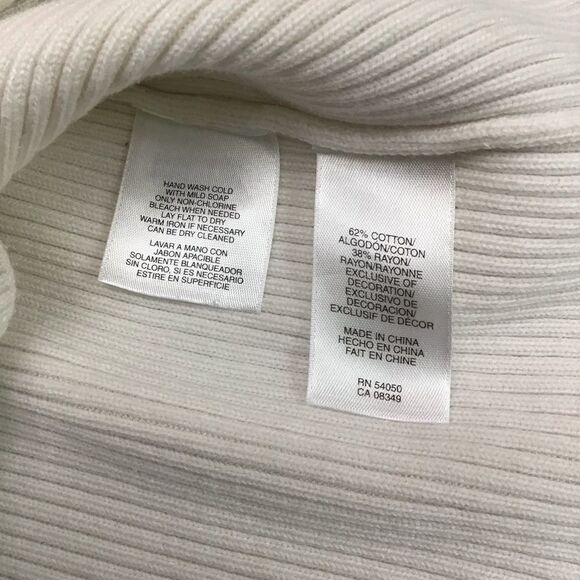 HAND WASH COLD
WITH MILD SOAP
ONLY NON-CHLORINE
BLEACH WHEN NEEDED
LAY FLAT TO DRY
WARM IRON IF NECESSARY
CAN BE DRY CLEANED
LAVAR A MANO CON
JABON APACIBLE
SOLAMENTE BLANQUEADOR
SIN CLORO, SI ES NECESARIO
ESTIRE EN SUPERFICIE
62% COTTON/
ALGODÓN/COTON
38% RAYON/
RAYON/RAYONNE
EXCLUSIVE OF
DECORATION/
EXCLUSIVO DE
DECORACION/
EXCLUSIF DE DÉCOR
MADE IN CHINA
HECHO EN CHINA
FAIT EN CHINE
RN 54050
CA 08349